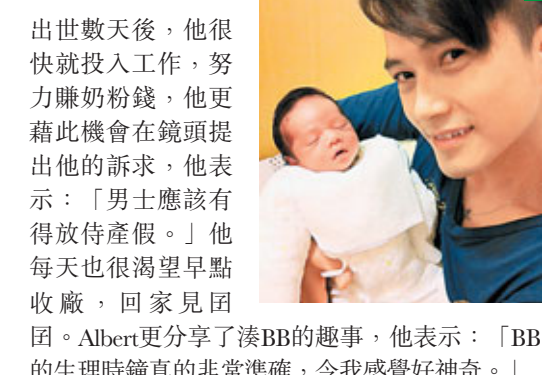 出世數天後，他很
快就投入工作，努
力賺奶粉錢，他更
藉此機會在鏡頭提
出他的訴求，他表
示：「男士應該有
得放侍產假。」他
每天也很渴望早點
收廠，回家見囝
囝。Albert更分享了湊BB的趣事，他表示：「BB
的生理時鐘真的非常準確，令我感覺好神奇。」